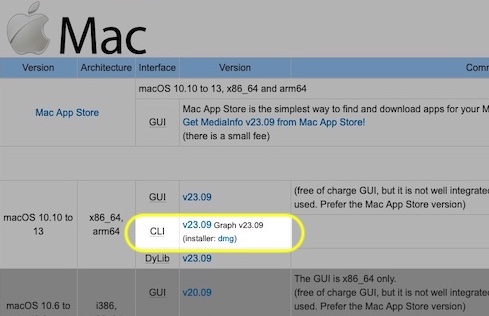 Mac
Version Architecture Interface Version Comm
macOS 10.10 to 13, x86_64 and arm64
Mac App Store
GUI
Mac App Store is the simplest way to find and download apps for your M
Get MediaInfo v23.09 from Mac App Store!
(there is a small fee)
macOS 10.10 to
13
x86_64,
arm64
GUI v23.09
(free of charge GUI, but it is not well integrated
used. Prefer the Mac App Store version)
CLI
v23.09 Graph v23.09
(installer: dmg)
DyLib v23.09
macOS 10.6 to i386,
GUI v20.09
The GUI is x86_64 only.
(free of charge GUI, but it is not well integrated
used. Prefer the Mac App Store version)